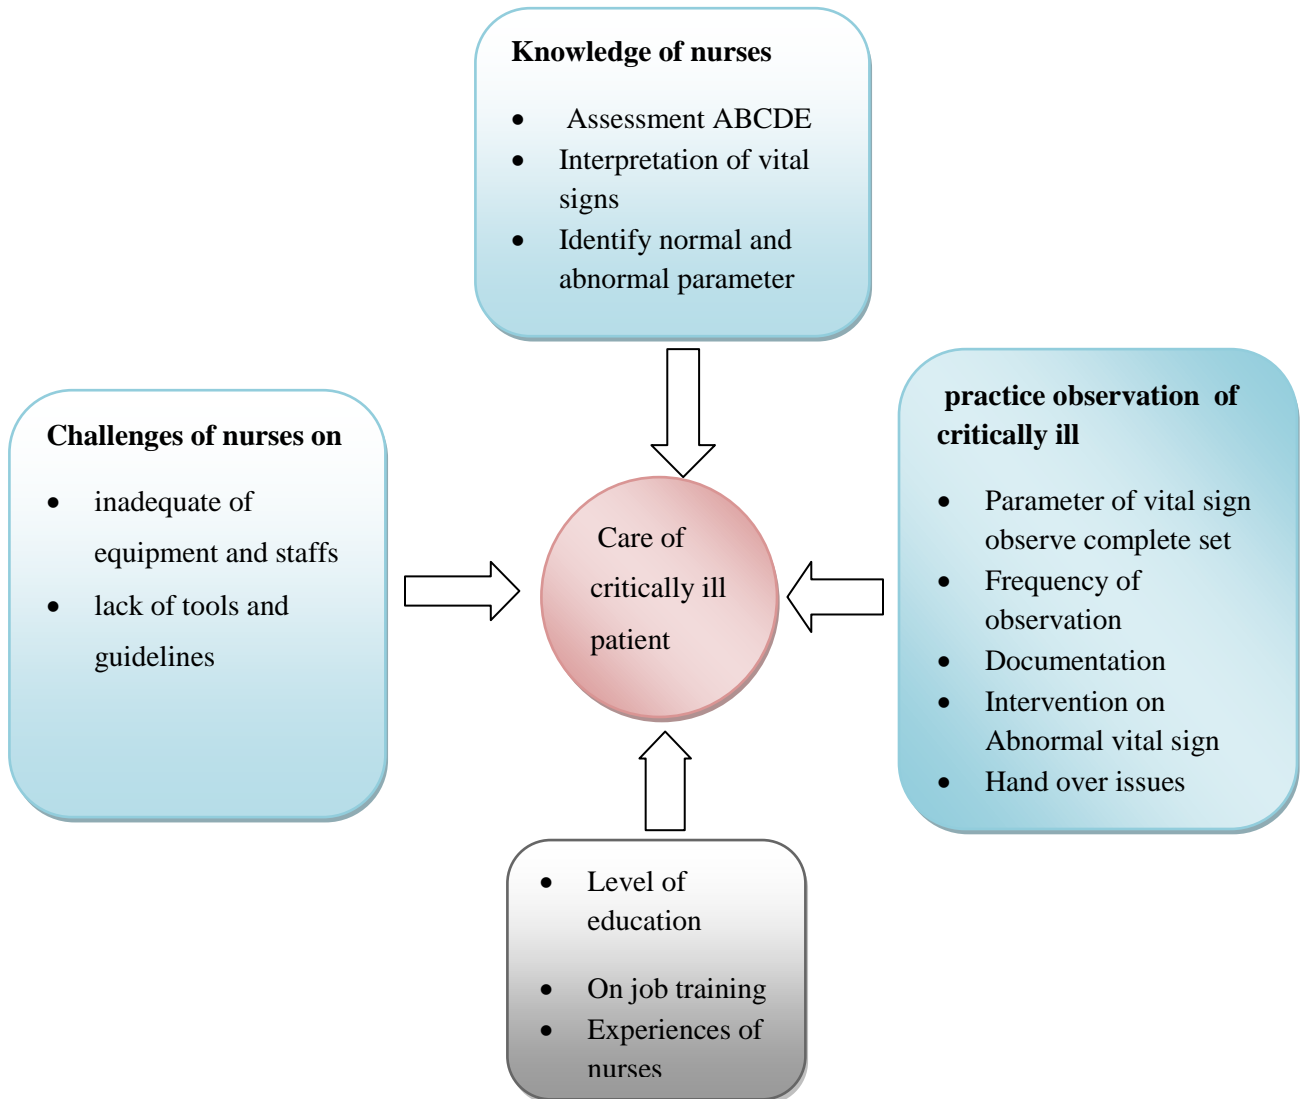 Knowledge of nurses
• Assessment ABCDE
• Interpretation of vital
signs
• Identify normal and
abnormal parameter
Challenges of nurses on
• inadequate of
equipment and staffs
• lack of tools and
guidelines
Care of
critically ill
patient
practice observation of
critically ill
• Parameter of vital sign
observe complete set
• Frequency of
observation
• Documentation
• Intervention on
Abnormal vital sign
• Hand over issues
• Level of
education
• On job training
• Experiences of
nurses